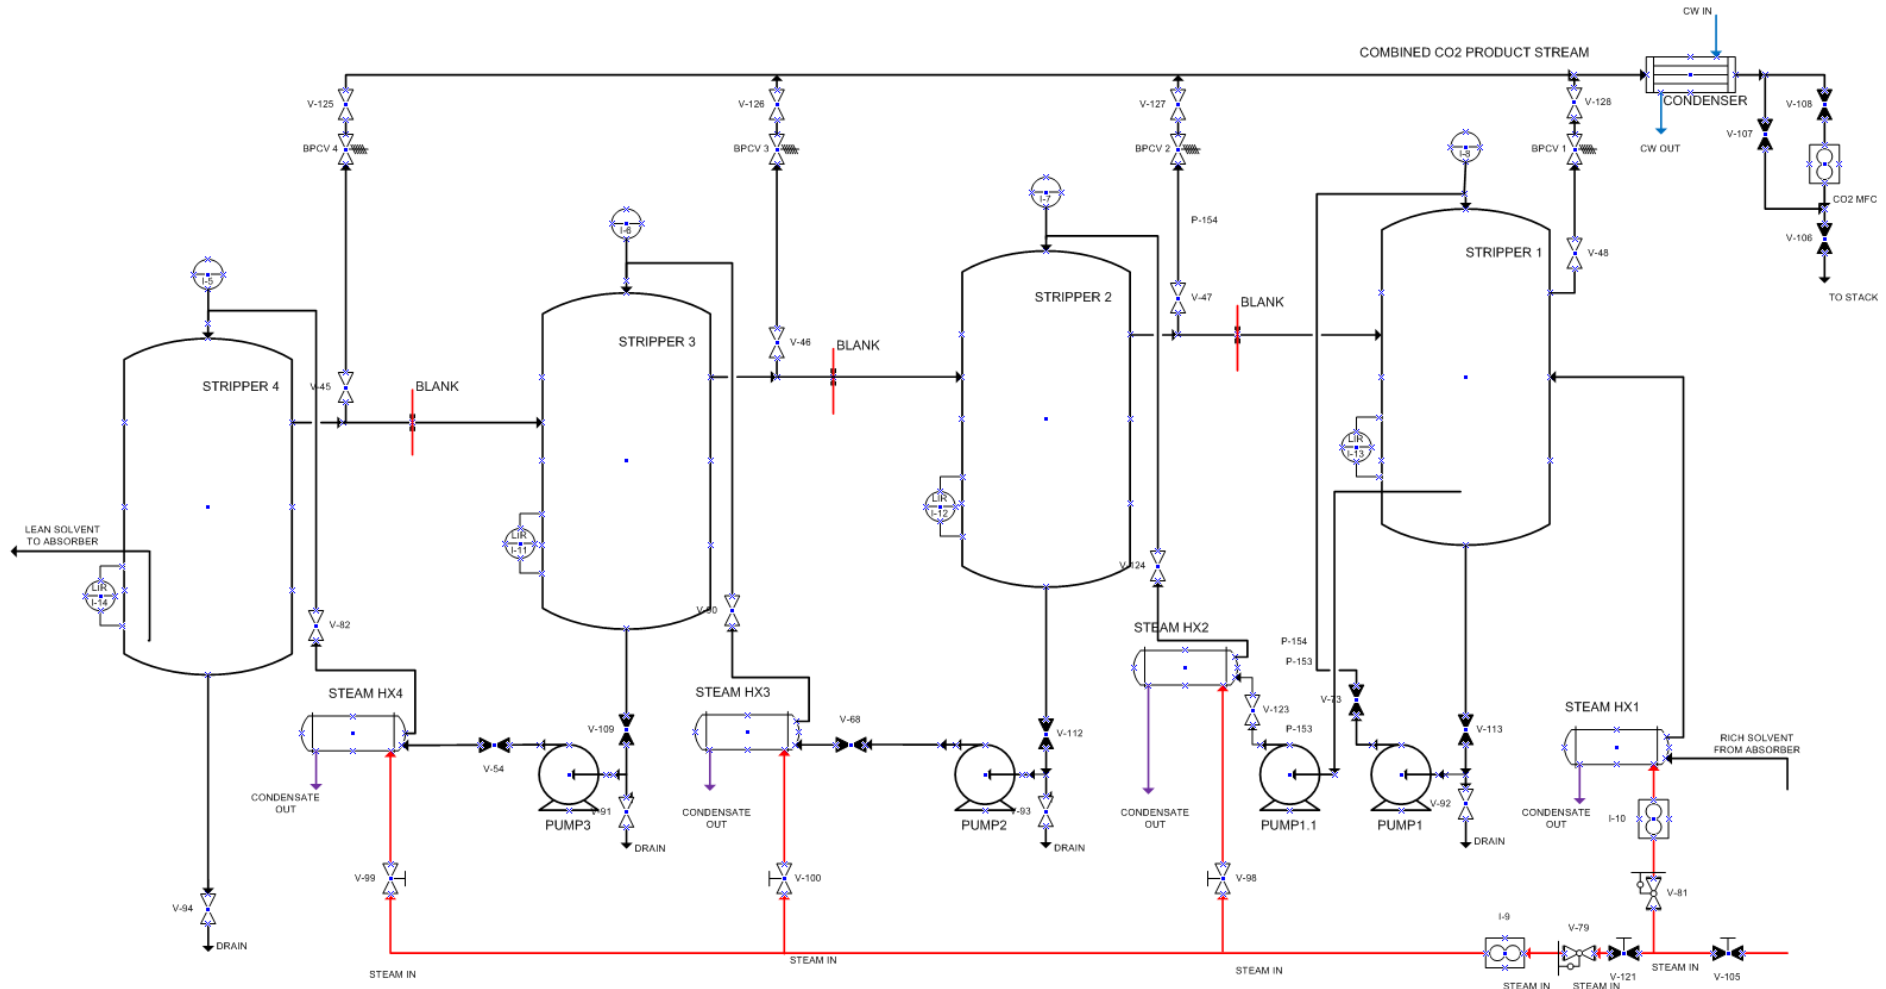 CW IN
COMBINED CO2 PRODUCT STREAM
CONDENSER
V-125
V-126
V-127
V-128
V-108
V-107
BPCV 4
BPCV 3
BPCV 2
BPCV 1
CW OUT
I-8
CO2 MFC
I-7
P-154
I-6
V-106
STRIPPER 1
V-48
I-5
TO STACK
STRIPPER 2
V-47
BLANK
STRIPPER 3
V-46
BLANK
STRIPPER 4
V-45
BLANK
LIR
I-13
LIR
I-12
LEAN SOLVENT
TO ABSORBER
LIR
I-11
V-124
LIR
I-14
V-82
V-90
STEAM HX2
P-154
P-153
STEAM HX4
STEAM HX3
V-73
STEAM HX1
V-123
V-109
V-68
V-112
P-153
V-113
RICH SOLVENT
FROM ABSORBER
V-54
CONDENSATE
OUT
CONDENSATE
OUT
CONDENSATE
OUT
CONDENSATE
OUT
V-91
V-93
V-92
I-10
PUMP3
PUMP2
PUMP1.1
PUMP1
DRAIN
DRAIN
DRAIN
V-99
V-100
V-98
V-81
V-94
I-9
V-79
DRAIN
STEAM IN
STEAM IN
STEAM IN
STEAM IN
V-121
V-105
STEAM IN
STEAM IN